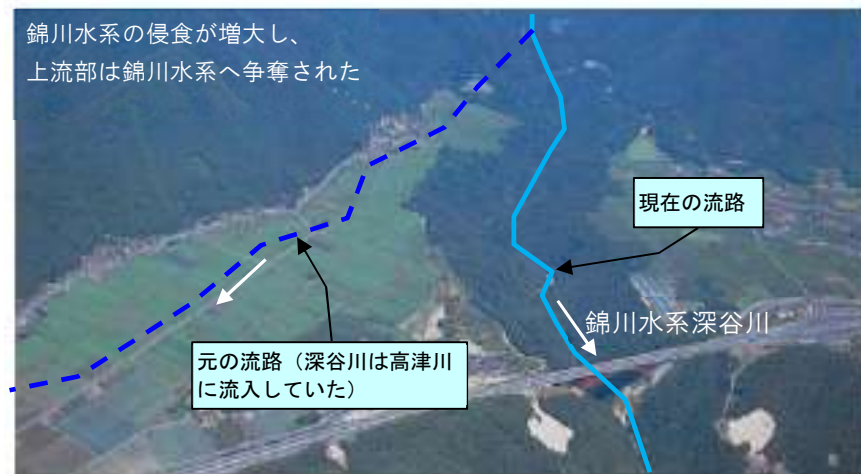 錦川水系の侵食が増大し、
上流部は錦川水系へ争奪された
現在の流路
錦川水系深谷川
元の流路（深谷川は高津川
に流入していた）